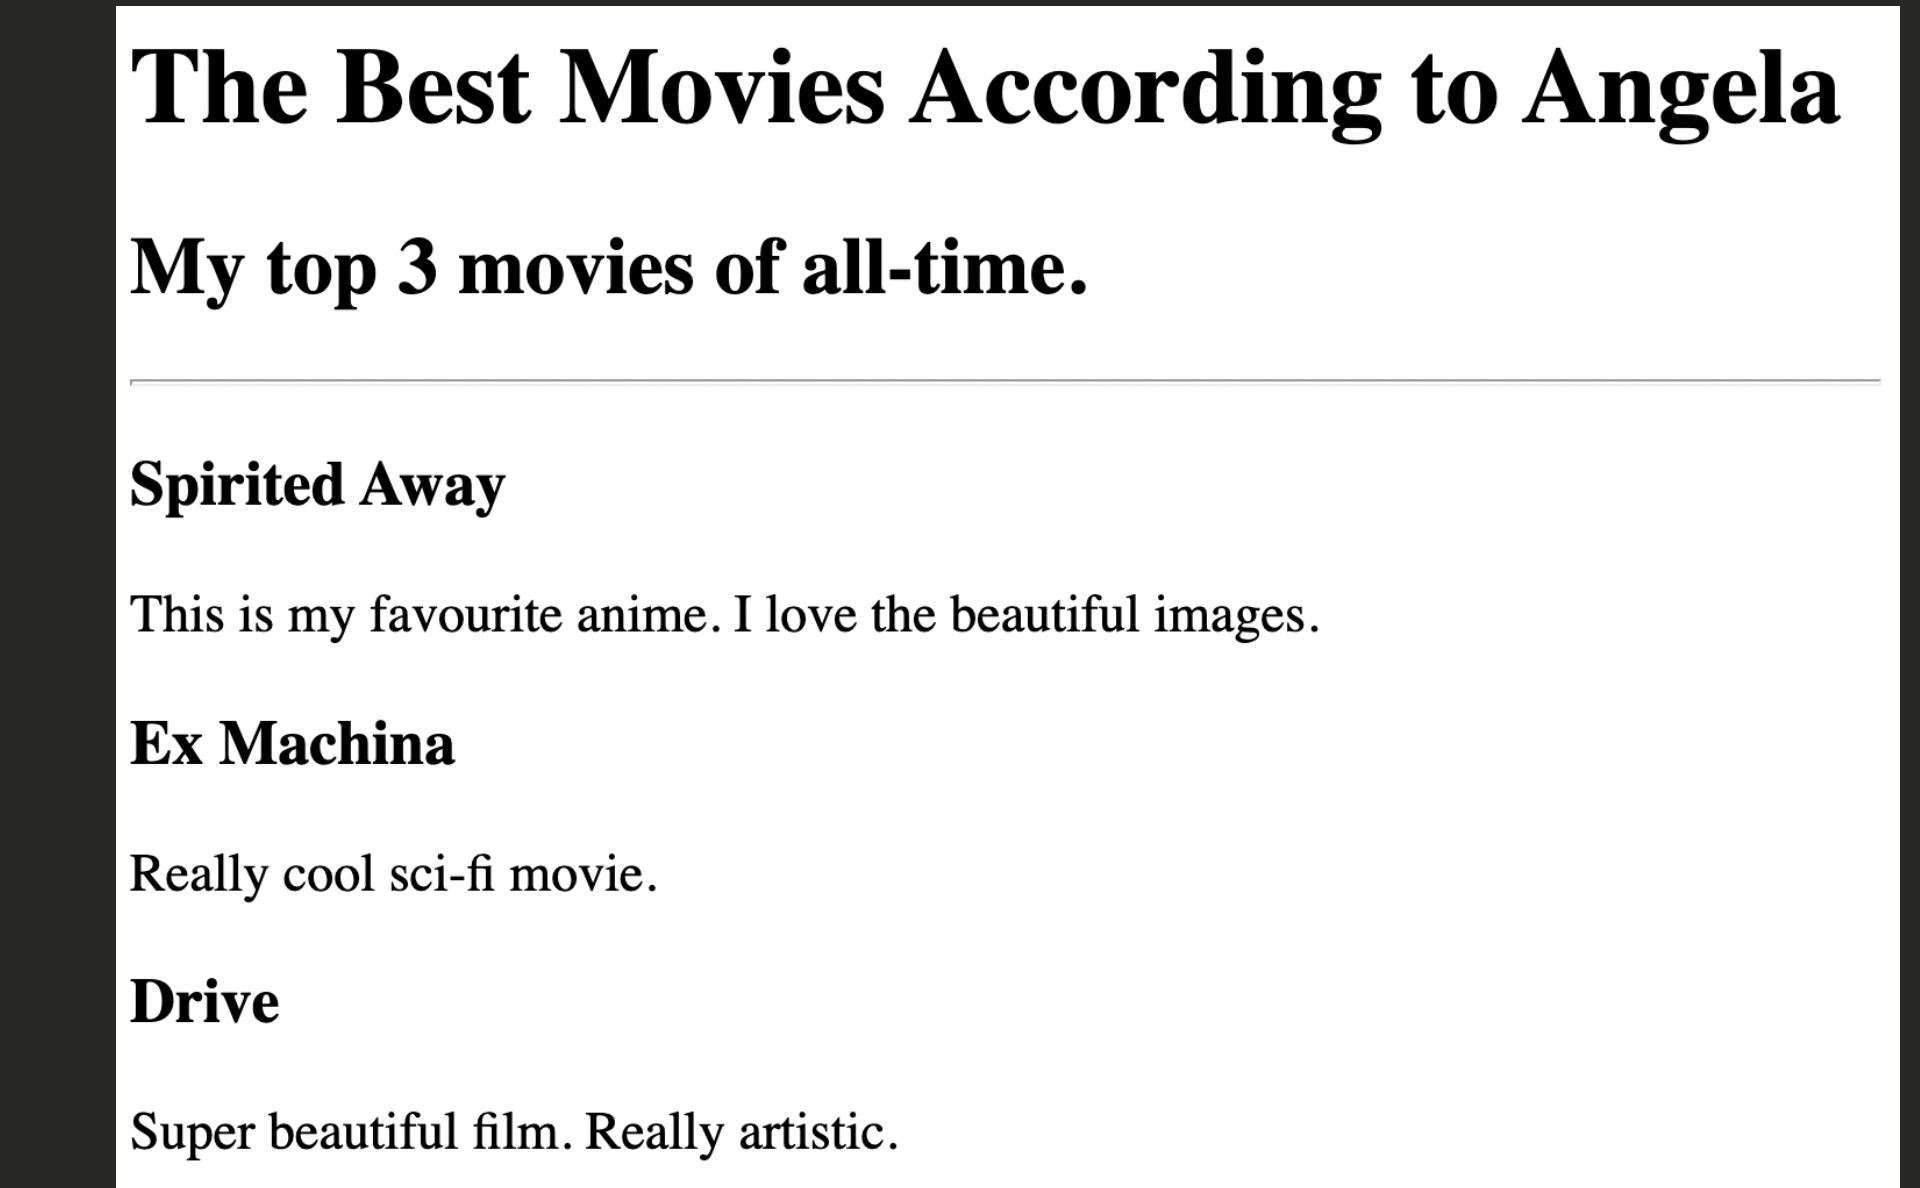 The Best Movies According to Angela
My top 3 movies of all-time.
Spirited Away
This is my favourite anime. I love the beautiful images.
Ex Machina
Really cool sci-fi movie.
Drive
Super beautiful film. Really artistic.